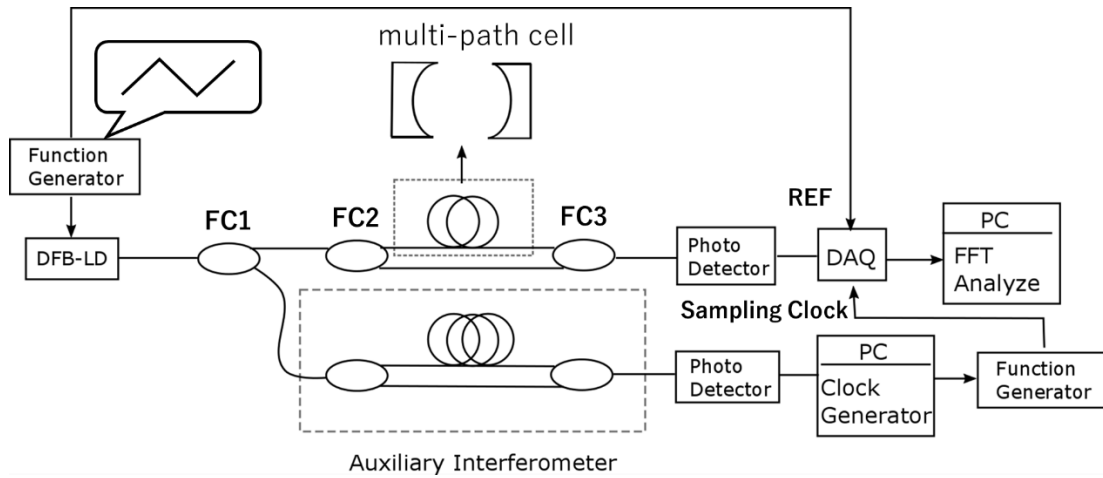 multi-path cell
Function
Generator
FC1
FC2
FC3
REF
DFB-LD
Photo
Detector
DAQ
PC
FFT
Analyze
Sampling Clock
Photo
Detector
PC
Clock
Generator
Function
Generator
Auxiliary Interferometer